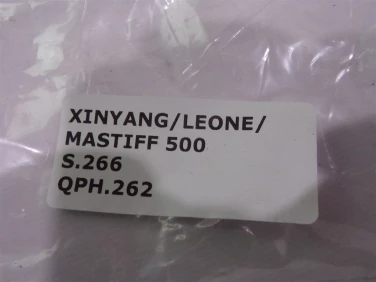 XINYANG/LEONE/
MASTIFF 500
S.266
QPH.262